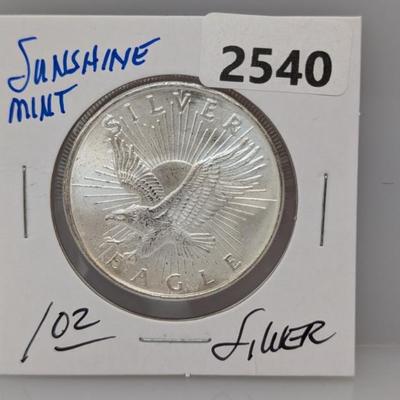 SUNSHINE
MINT
2540
SILVER
EAGLE
1OZ
SILVER